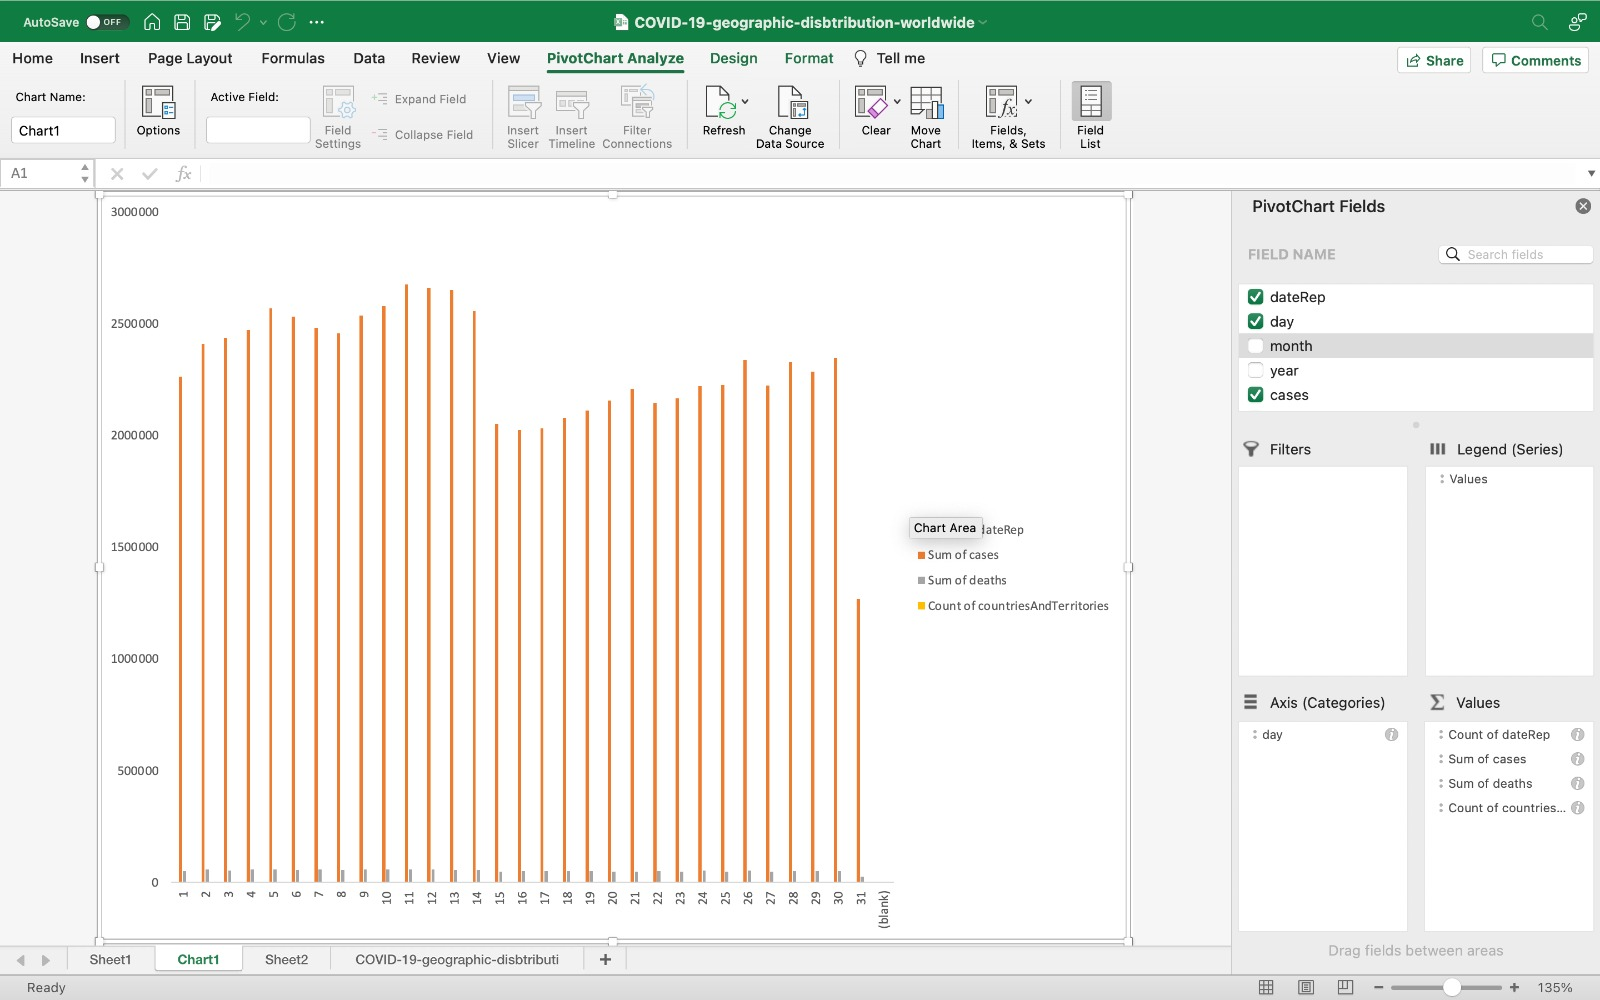 AutoSave OFF
COVID-19-geographic-disbtribution-worldwide
Home Insert Page Layout Formulas Data Review View PivotChart Analyze Design Format Tell me
Share Comments
Chart Name:
Chart1
Options
Active Field:
Field Settings
Expand Field
Collapse Field
Insert Slicer
Insert Timeline
Filter Connections
Refresh
Change Data Source
Clear
Move Chart
Fields, Items, & Sets
Field List
A1
fx
3000000
2500000
2000000
1500000
1000000
500000
0
1 2 3 4 5 6 7 8 9 10 11 12 13 14 15 16 17 18 19 20 21 22 23 24 25 26 27 28 29 30 31 (blank)
Chart Area
dateRep
Sum of cases
Sum of deaths
Count of countriesAndTerritories
PivotChart Fields
FIELD NAME
Search fields
dateRep
day
month
year
cases
Filters
Legend (Series)
Values
Axis (Categories)
day
Values
Count of dateRep
Sum of cases
Sum of deaths
Count of countries...
Drag fields between areas
Sheet1 Chart1 Sheet2 COVID-19-geographic-disbtributi +
Ready
135%